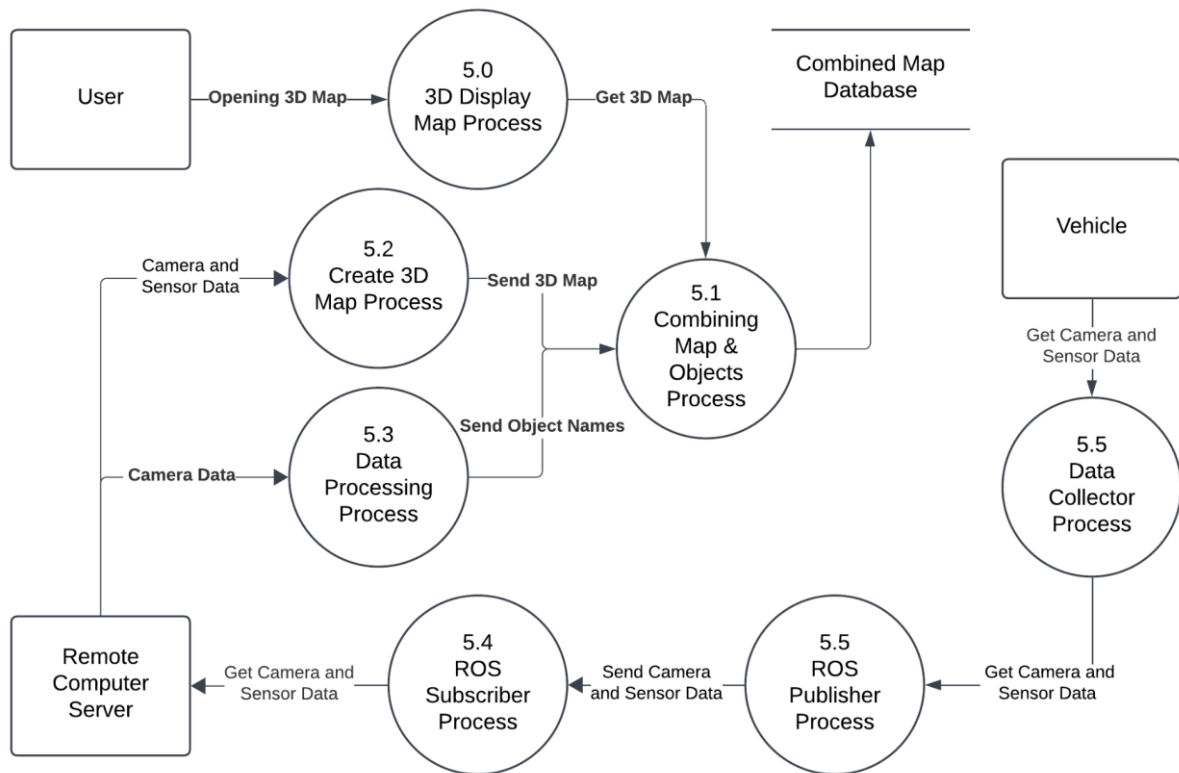 User
Opening 3D Map
5.0
3D Display
Map Process
Get 3D Map
Combined Map
Database
Vehicle
Camera and
Sensor Data
5.2
Create 3D
Map Process
Send 3D Map
5.1
Combining
Map &
Objects
Process
Get Camera and
Sensor Data
Camera Data
5.3
Data
Processing
Process
Send Object Names
5.5
Data
Collector
Process
Remote
Computer
Server
Get Camera and
Sensor Data
5.4
ROS
Subscriber
Process
Send Camera
and Sensor Data
5.5
ROS
Publisher
Process
Get Camera and
Sensor Data